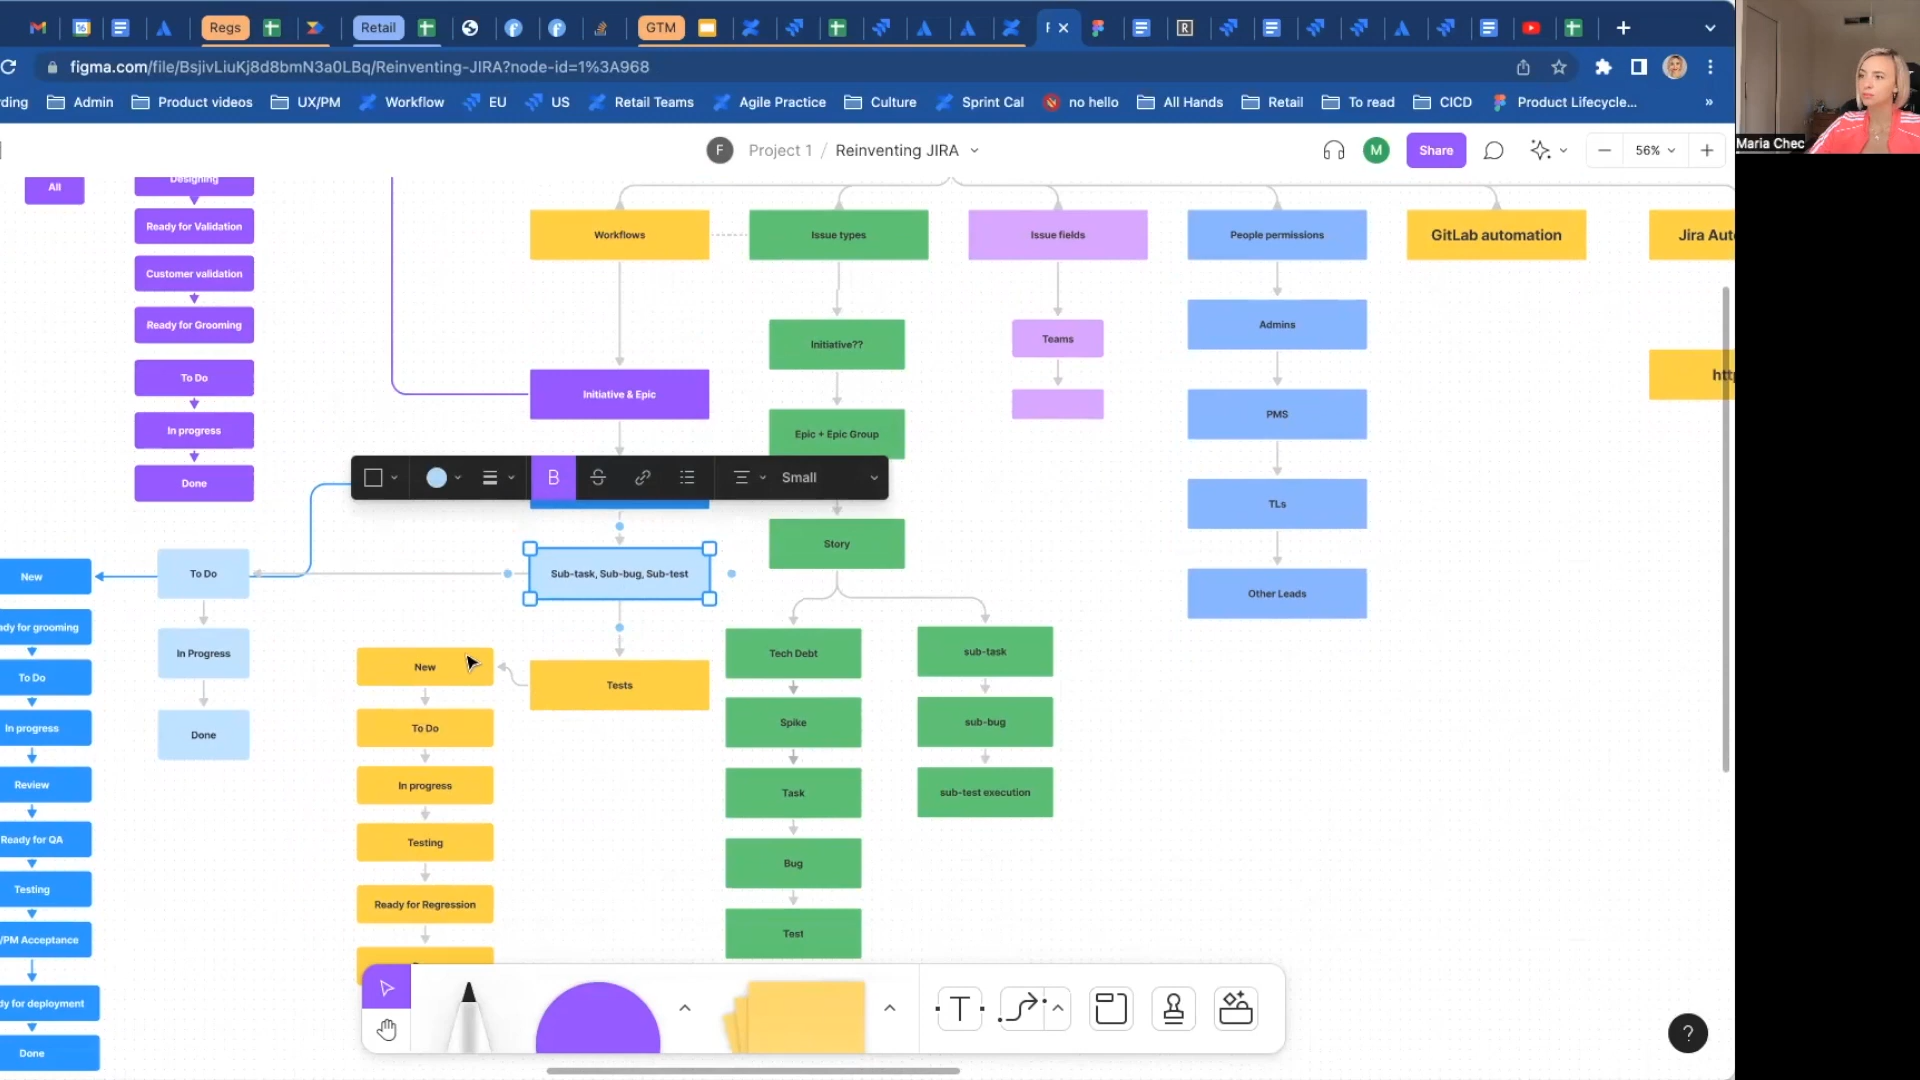 Regs
Retail
GTM
figma.com/file/BsjivLiuKj8d8bmN3a0LBq/Reinventing-JIRA?node-id=1%3A968
rding
Admin
Product videos
UX/PM
Workflow
EU
US
Retail Teams
Agile Practice
Culture
Sprint Cal
no hello
All Hands
Retail
To read
CICD
Product Lifecycle...
»
Maria Chec
F
Project 1 / Reinventing JIRA
M
Share
56%
All
Designing
Ready for Validation
Customer validation
Ready for Grooming
To Do
In progress
Done
Workflows
Issue types
Issue fields
People permissions
GitLab automation
Jira Aut
Initiative??
Teams
Admins
Initiative & Epic
Epic + Epic Group
PMS
htt
B
Small
TLs
Story
Sub-task, Sub-bug, Sub-test
Other Leads
New
ady for grooming
To Do
In progress
Review
Ready for QA
Testing
/PM Acceptance
dy for deployment
Done
To Do
In Progress
Done
New
To Do
In progress
Testing
Ready for Regression
Tests
Tech Debt
Spike
Task
Bug
Test
sub-task
sub-bug
sub-test execution
T
?